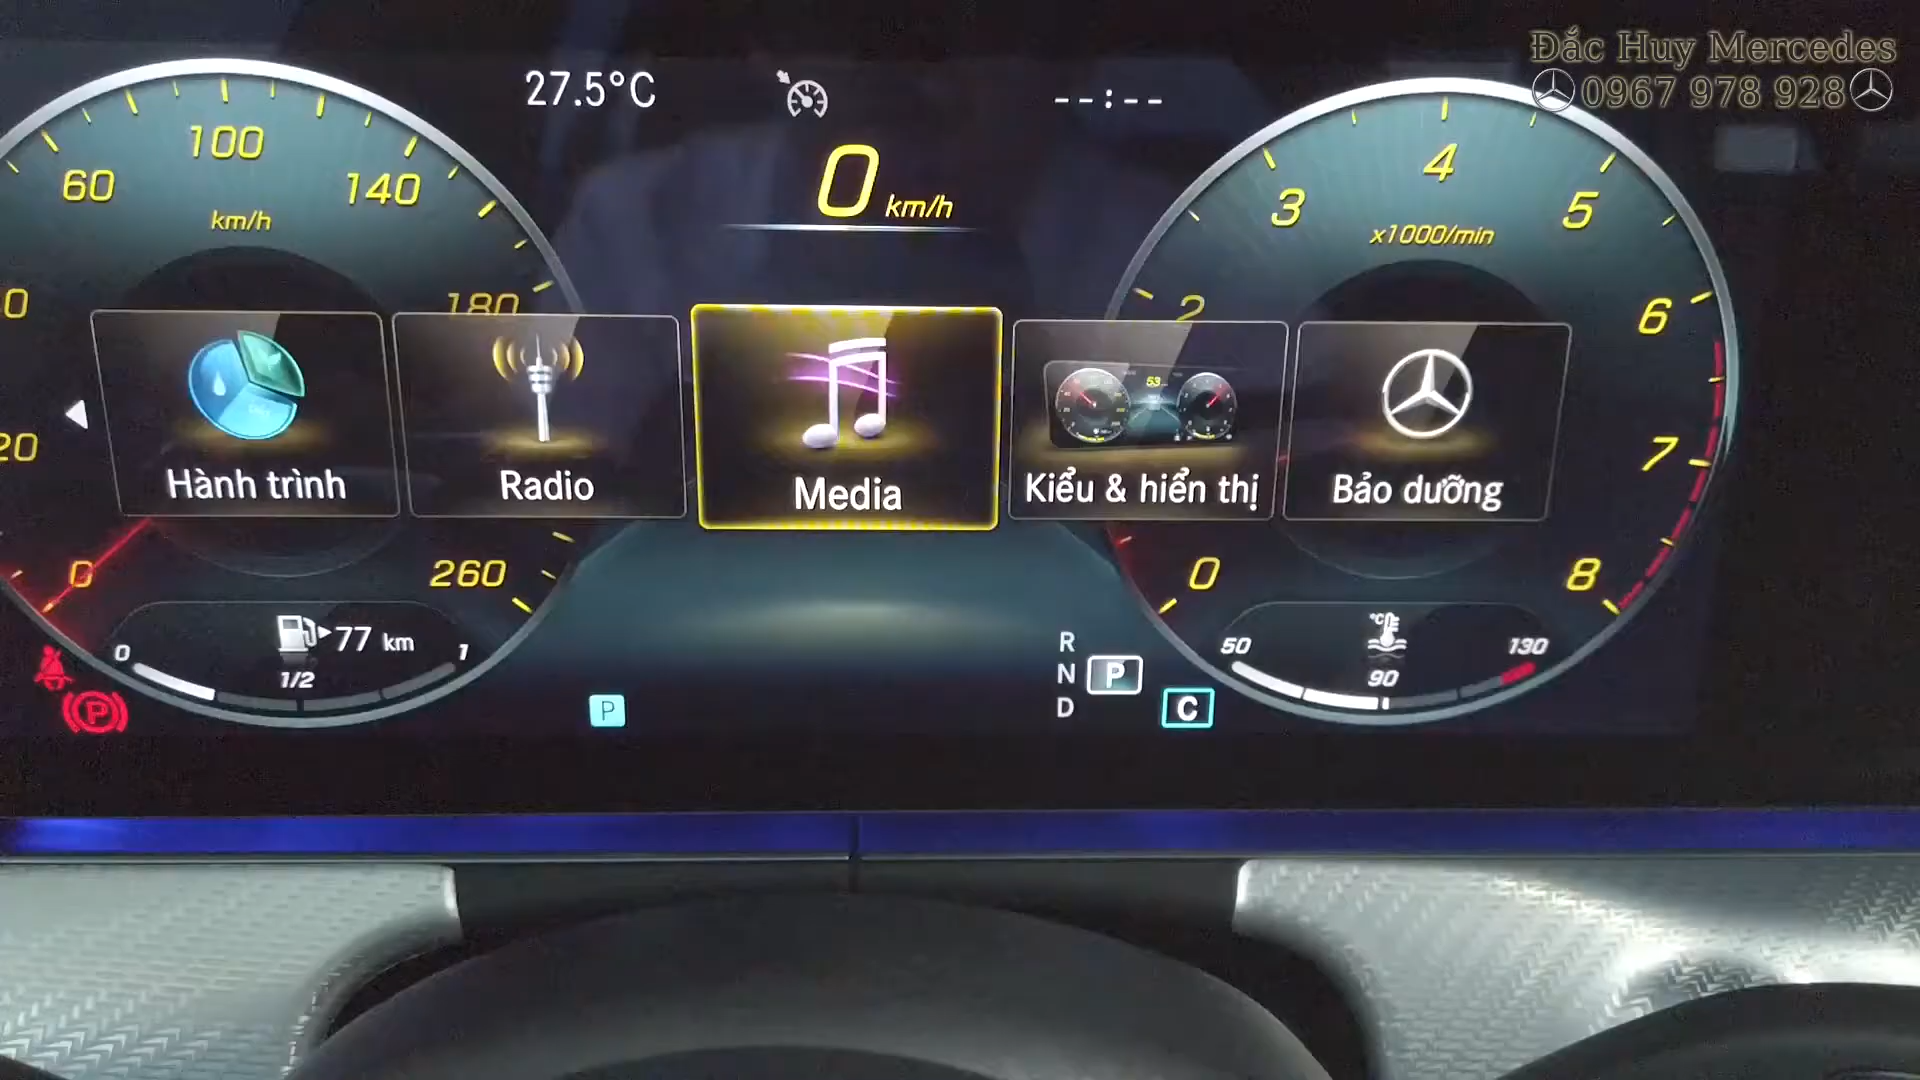 Đắc Huy Mercedes
0967 978 928
27.5°C
--:--
0 km/h
60
100
140
180
km/h
20
0
260
3
4
5
x1000/min
2
6
7
0
8
Hành trình
Radio
Media
Kiểu & hiển thị
Bảo dưỡng
0
77 km
1
1/2
P
P
R
N
P
D
C
50
°C
130
90
53